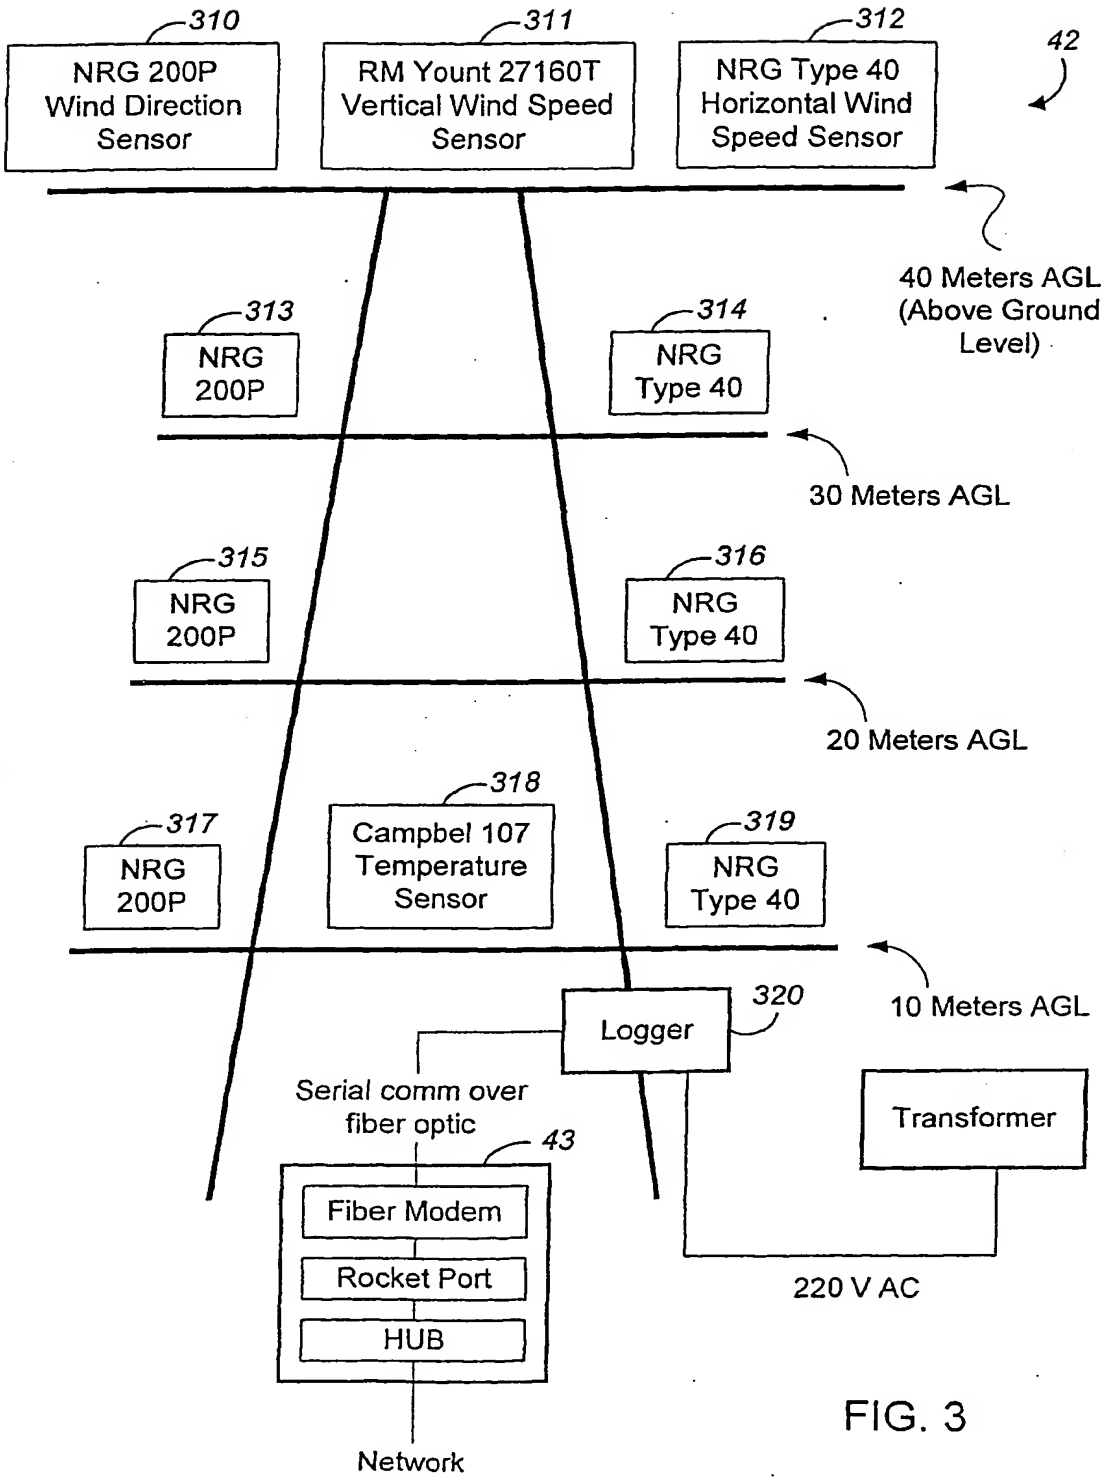 310
311
312
42
NRG 200P
Wind Direction
Sensor
RM Yount 27160T
Vertical Wind Speed
Sensor
NRG Type 40
Horizontal Wind
Speed Sensor
40 Meters AGL
(Above Ground
Level)
313
314
NRG
200P
NRG
Type 40
30 Meters AGL
315
316
NRG
200P
NRG
Type 40
20 Meters AGL
317
318
319
NRG
200P
Campbel 107
Temperature
Sensor
NRG
Type 40
10 Meters AGL
320
Logger
Transformer
Serial comm over
fiber optic
43
Fiber Modem
Rocket Port
HUB
220 V AC
Network
FIG. 3